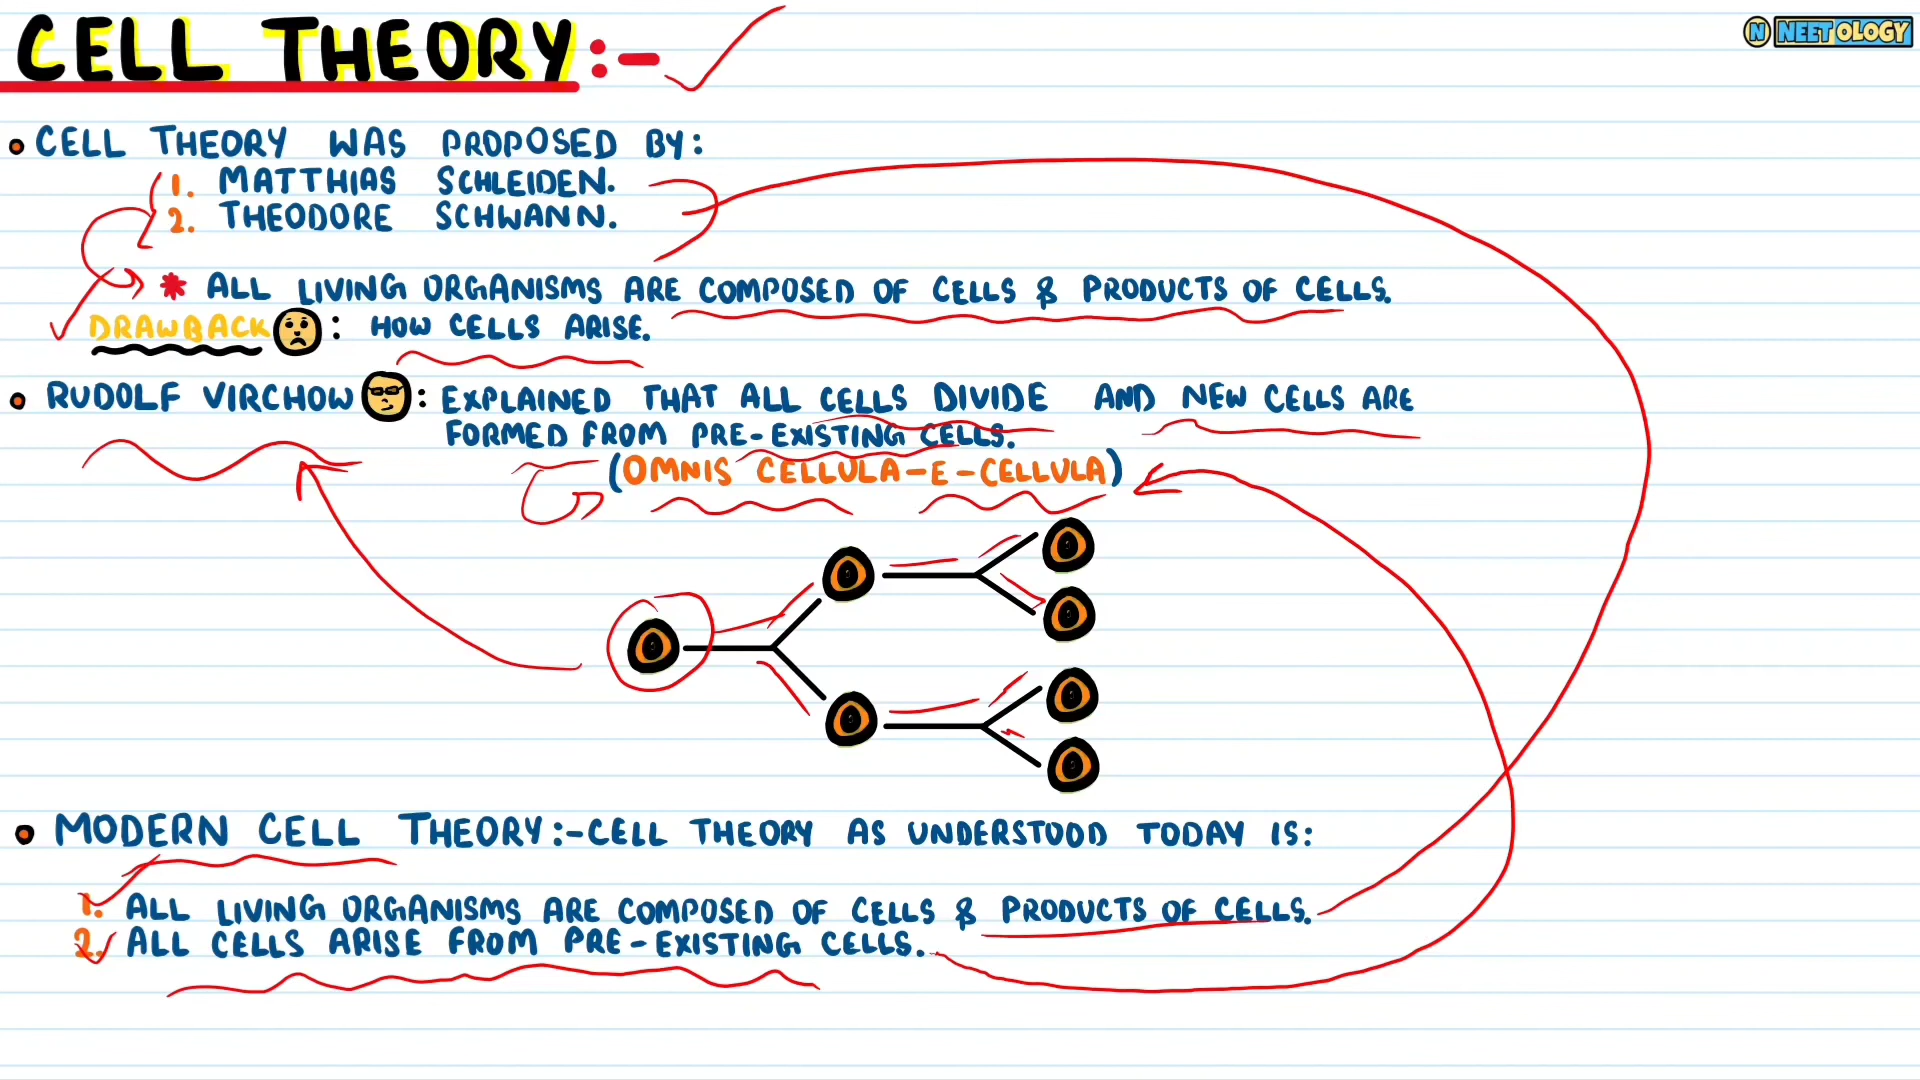 CELL THEORY:-
N NEETOLOGY
• CELL THEORY WAS PROPOSED BY:
1. MATTHIAS SCHLEIDEN.
2. THEODORE SCHWANN.
* ALL LIVING ORGANISMS ARE COMPOSED OF CELLS & PRODUCTS OF CELLS.
DRAWBACK : HOW CELLS ARISE.
• RUDOLF VIRCHOW : EXPLAINED THAT ALL CELLS DIVIDE AND NEW CELLS ARE
FORMED FROM PRE-EXISTING CELLS.
(OMNIS CELLULA-E-CELLULA)
• MODERN CELL THEORY:-CELL THEORY AS UNDERSTOOD TODAY IS:
1. ALL LIVING ORGANISMS ARE COMPOSED OF CELLS & PRODUCTS OF CELLS.
2. ALL CELLS ARISE FROM PRE-EXISTING CELLS.